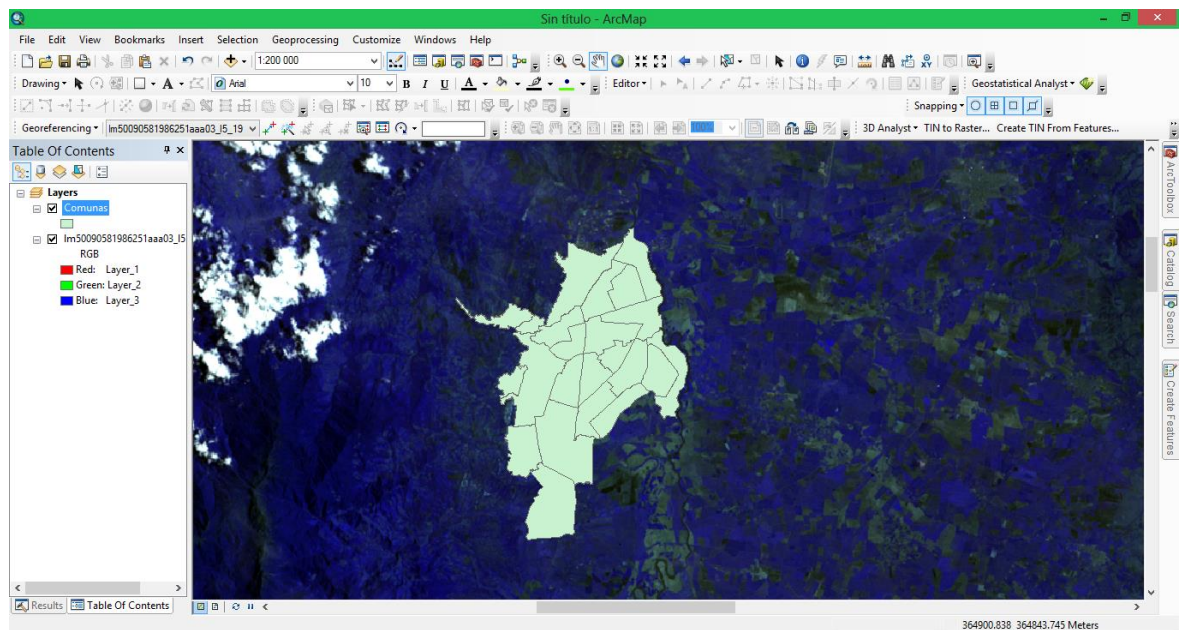 Sin título - ArcMap
File Edit View Bookmarks Insert Selection Geoprocessing Customize Windows Help
1:200 000
Drawing A Arial 10 B I U A Editor Geostatistical Analyst
Snapping
Georeferencing lm50090581986251aaa03_l5_19 100% 3D Analyst TIN to Raster... Create TIN From Features...
Table Of Contents
Layers
Comunas
lm50090581986251aaa03_l5
RGB
Red: Layer_1
Green: Layer_2
Blue: Layer_3
ArcToolbox
Catalog
Search
Create Features
Results Table Of Contents
364900.838 364843.745 Meters